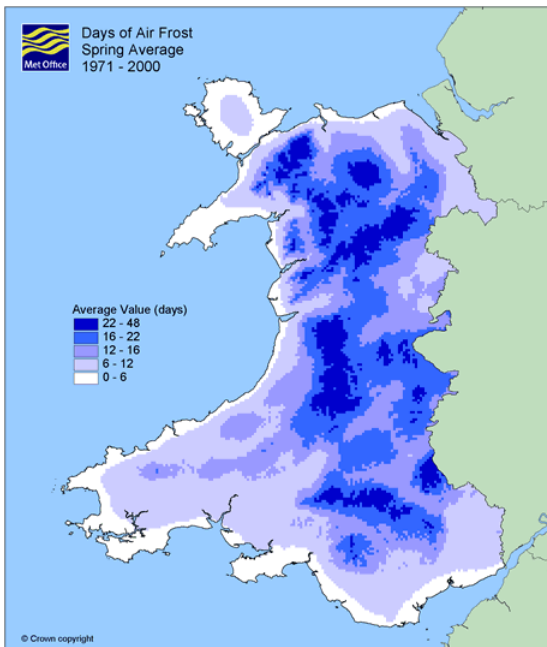 Met Office
Days of Air Frost
Spring Average
1971 - 2000
Average Value (days)
22 - 48
16 - 22
12 - 16
6 - 12
0 - 6
© Crown copyright